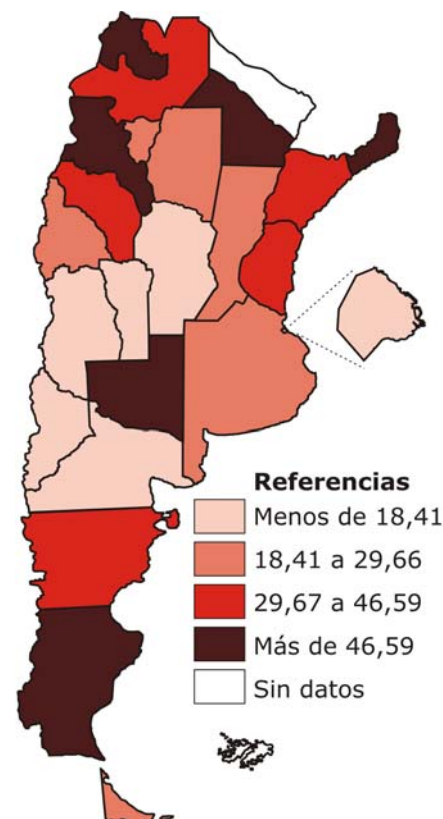 Referencias
Menos de 18,41
18,41 a 29,66
29,67 a 46,59
Más de 46,59
Sin datos